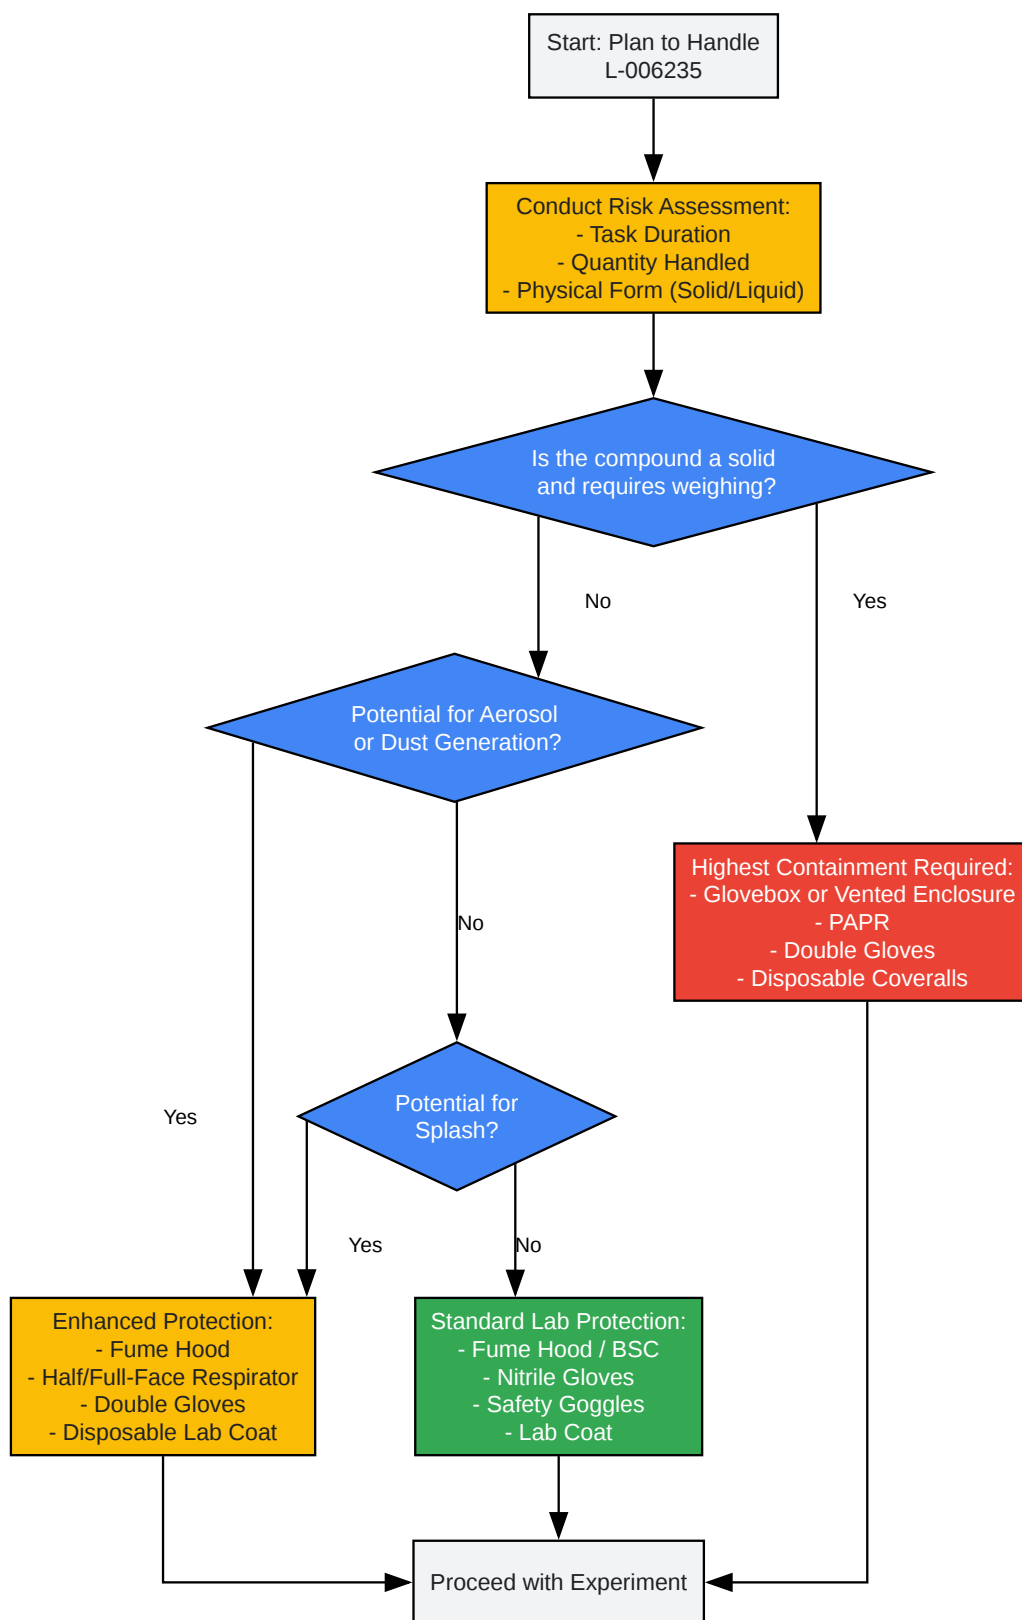 Start: Plan to Handle
L-006235
Conduct Risk Assessment:
- Task Duration
- Quantity Handled
- Physical Form (Solid/Liquid)
Is the compound a solid
and requires weighing?
No
Yes
Potential for Aerosol
or Dust Generation?
Highest Containment Required:
- Glovebox or Vented Enclosure
- PAPR
- Double Gloves
- Disposable Coveralls
No
Potential for
Splash?
Yes
Yes
No
Enhanced Protection:
- Fume Hood
- Half/Full-Face Respirator
- Double Gloves
- Disposable Lab Coat
Standard Lab Protection:
- Fume Hood / BSC
- Nitrile Gloves
- Safety Goggles
- Lab Coat
Proceed with Experiment